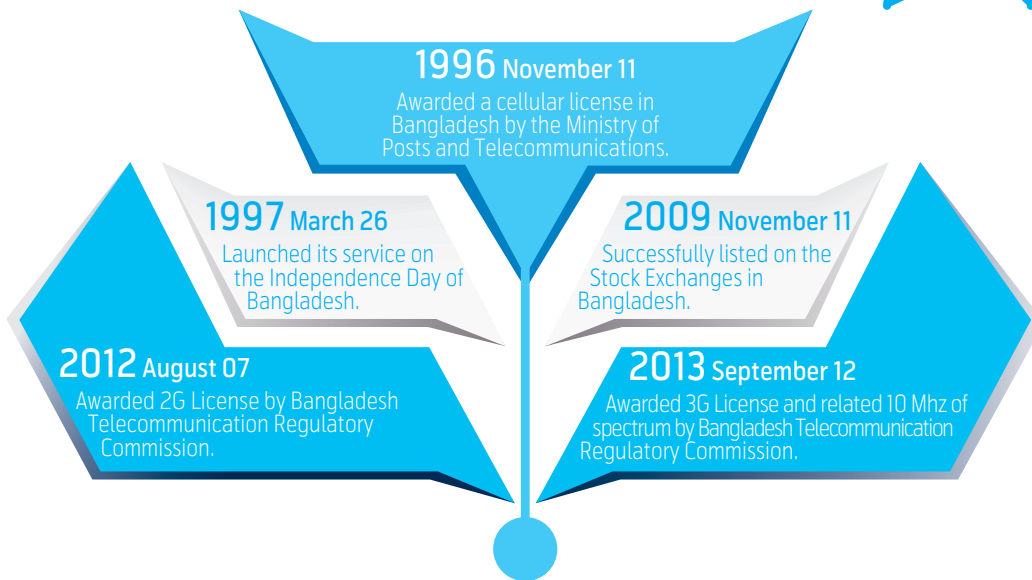 1996 November 11
Awarded a cellular license in
Bangladesh by the Ministry of
Posts and Telecommunications.
1997 March 26
Launched its service on
the Independence Day of
Bangladesh.
2009 November 11
Successfully listed on the
Stock Exchanges in
Bangladesh.
2012 August 07
Awarded 2G License by Bangladesh
Telecommunication Regulatory
Commission.
2013 September 12
Awarded 3G License and related 10 Mhz of
spectrum by Bangladesh Telecommunication
Regulatory Commission.